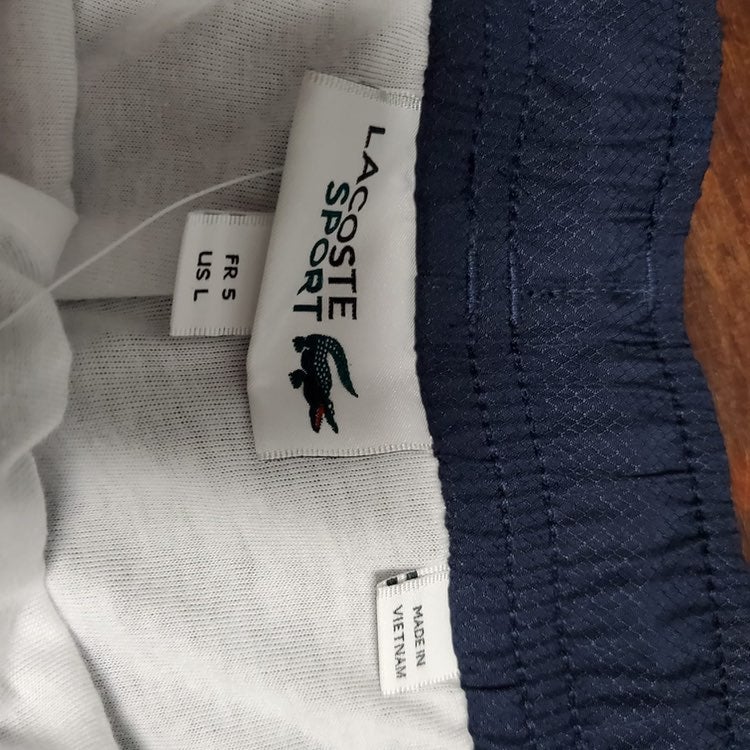 LACOSTE
SPORT
FR 5
US L
MADE IN
VIETNAM